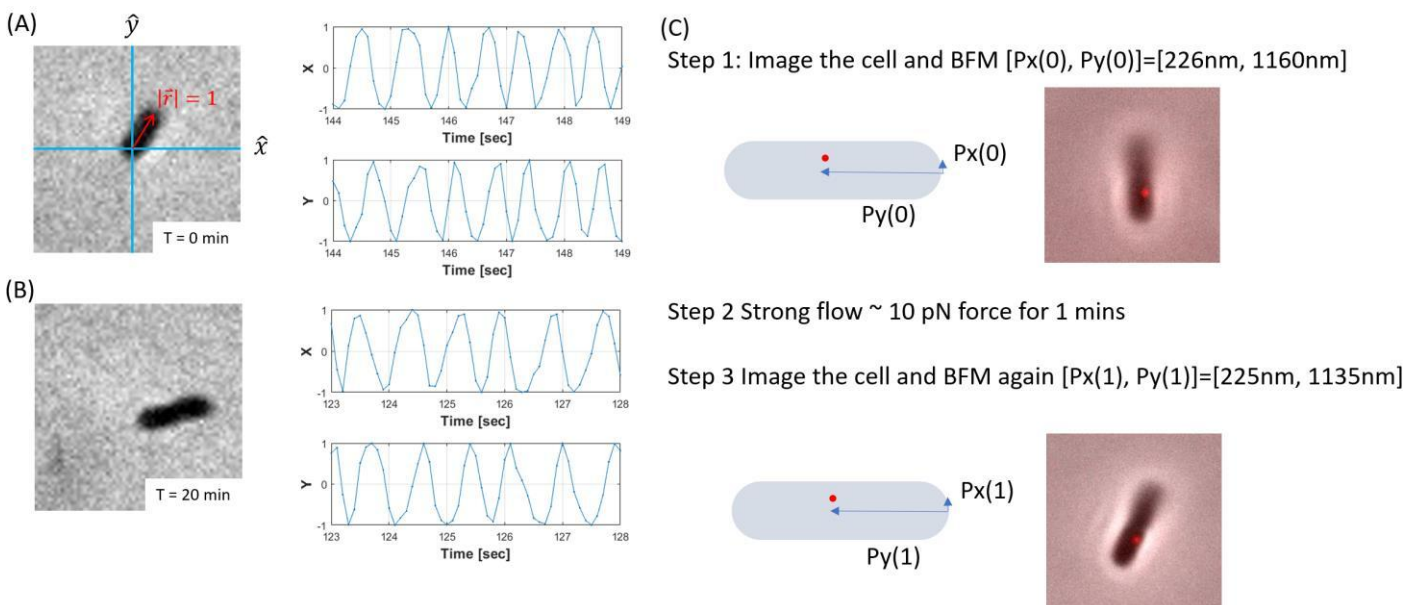 (A)
ŷ
|r⃗| = 1
x̂
T = 0 min
X
1
0
-1
144 145 146 147 148 149
Time [sec]
Y
1
0
-1
144 145 146 147 148 149
Time [sec]
(B)
T = 20 min
X
1
0
-1
123 124 125 126 127 128
Time [sec]
Y
1
0
-1
123 124 125 126 127 128
Time [sec]
(C)
Step 1: Image the cell and BFM [Px(0), Py(0)]=[226nm, 1160nm]
Px(0)
Py(0)
Step 2 Strong flow ~ 10 pN force for 1 mins
Step 3 Image the cell and BFM again [Px(1), Py(1)]=[225nm, 1135nm]
Px(1)
Py(1)